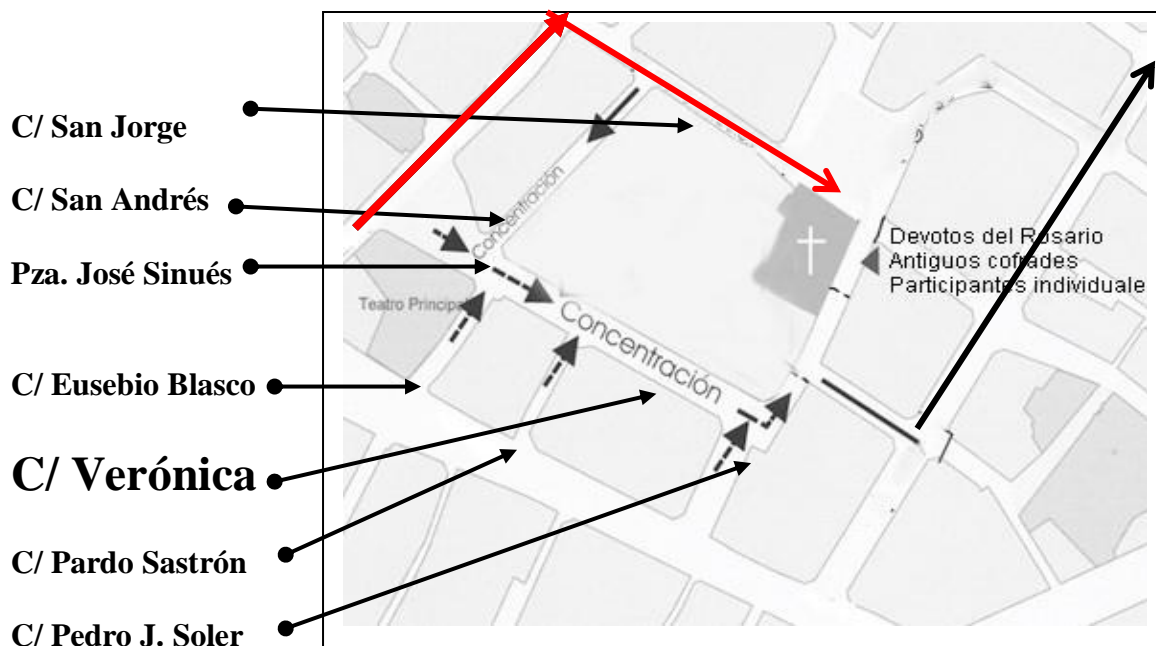 C/ San Jorge
C/ San Andrés
Pza. José Sinués
C/ Eusebio Blasco
C/ Verónica
C/ Pardo Sastrón
C/ Pedro J. Soler
Concentración
Teatro Principal
Concentración
Devotos del Rosario
Antiguos cofrades
Participantes individuale